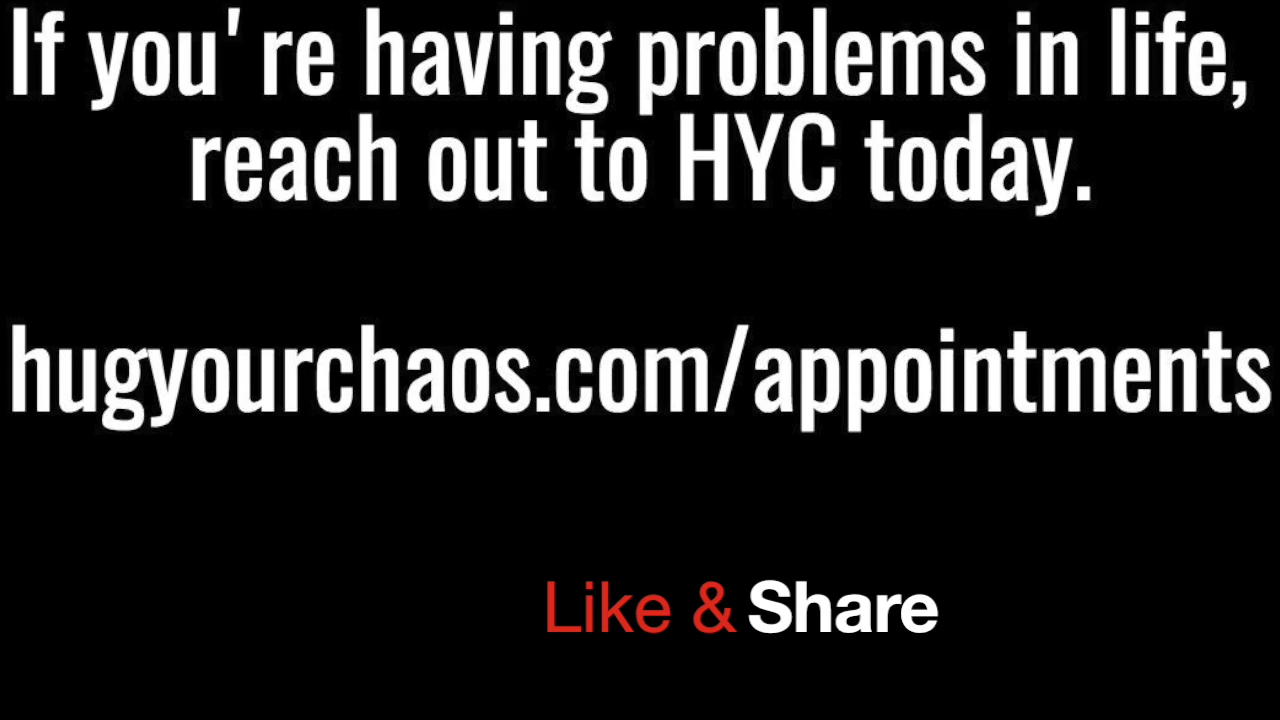 If you're having problems in life,
reach out to HYC today.
hugyourchaos.com/appointments
Like & Share